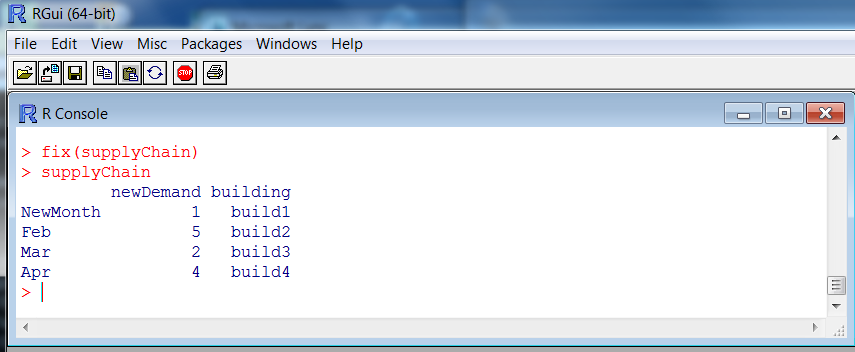 RGui (64-bit)
File Edit View Misc Packages Windows Help
STOP
R Console
> fix(supplyChain)
> supplyChain
         newDemand building
NewMonth         1   build1
Feb              5   build2
Mar              2   build3
Apr              4   build4
>